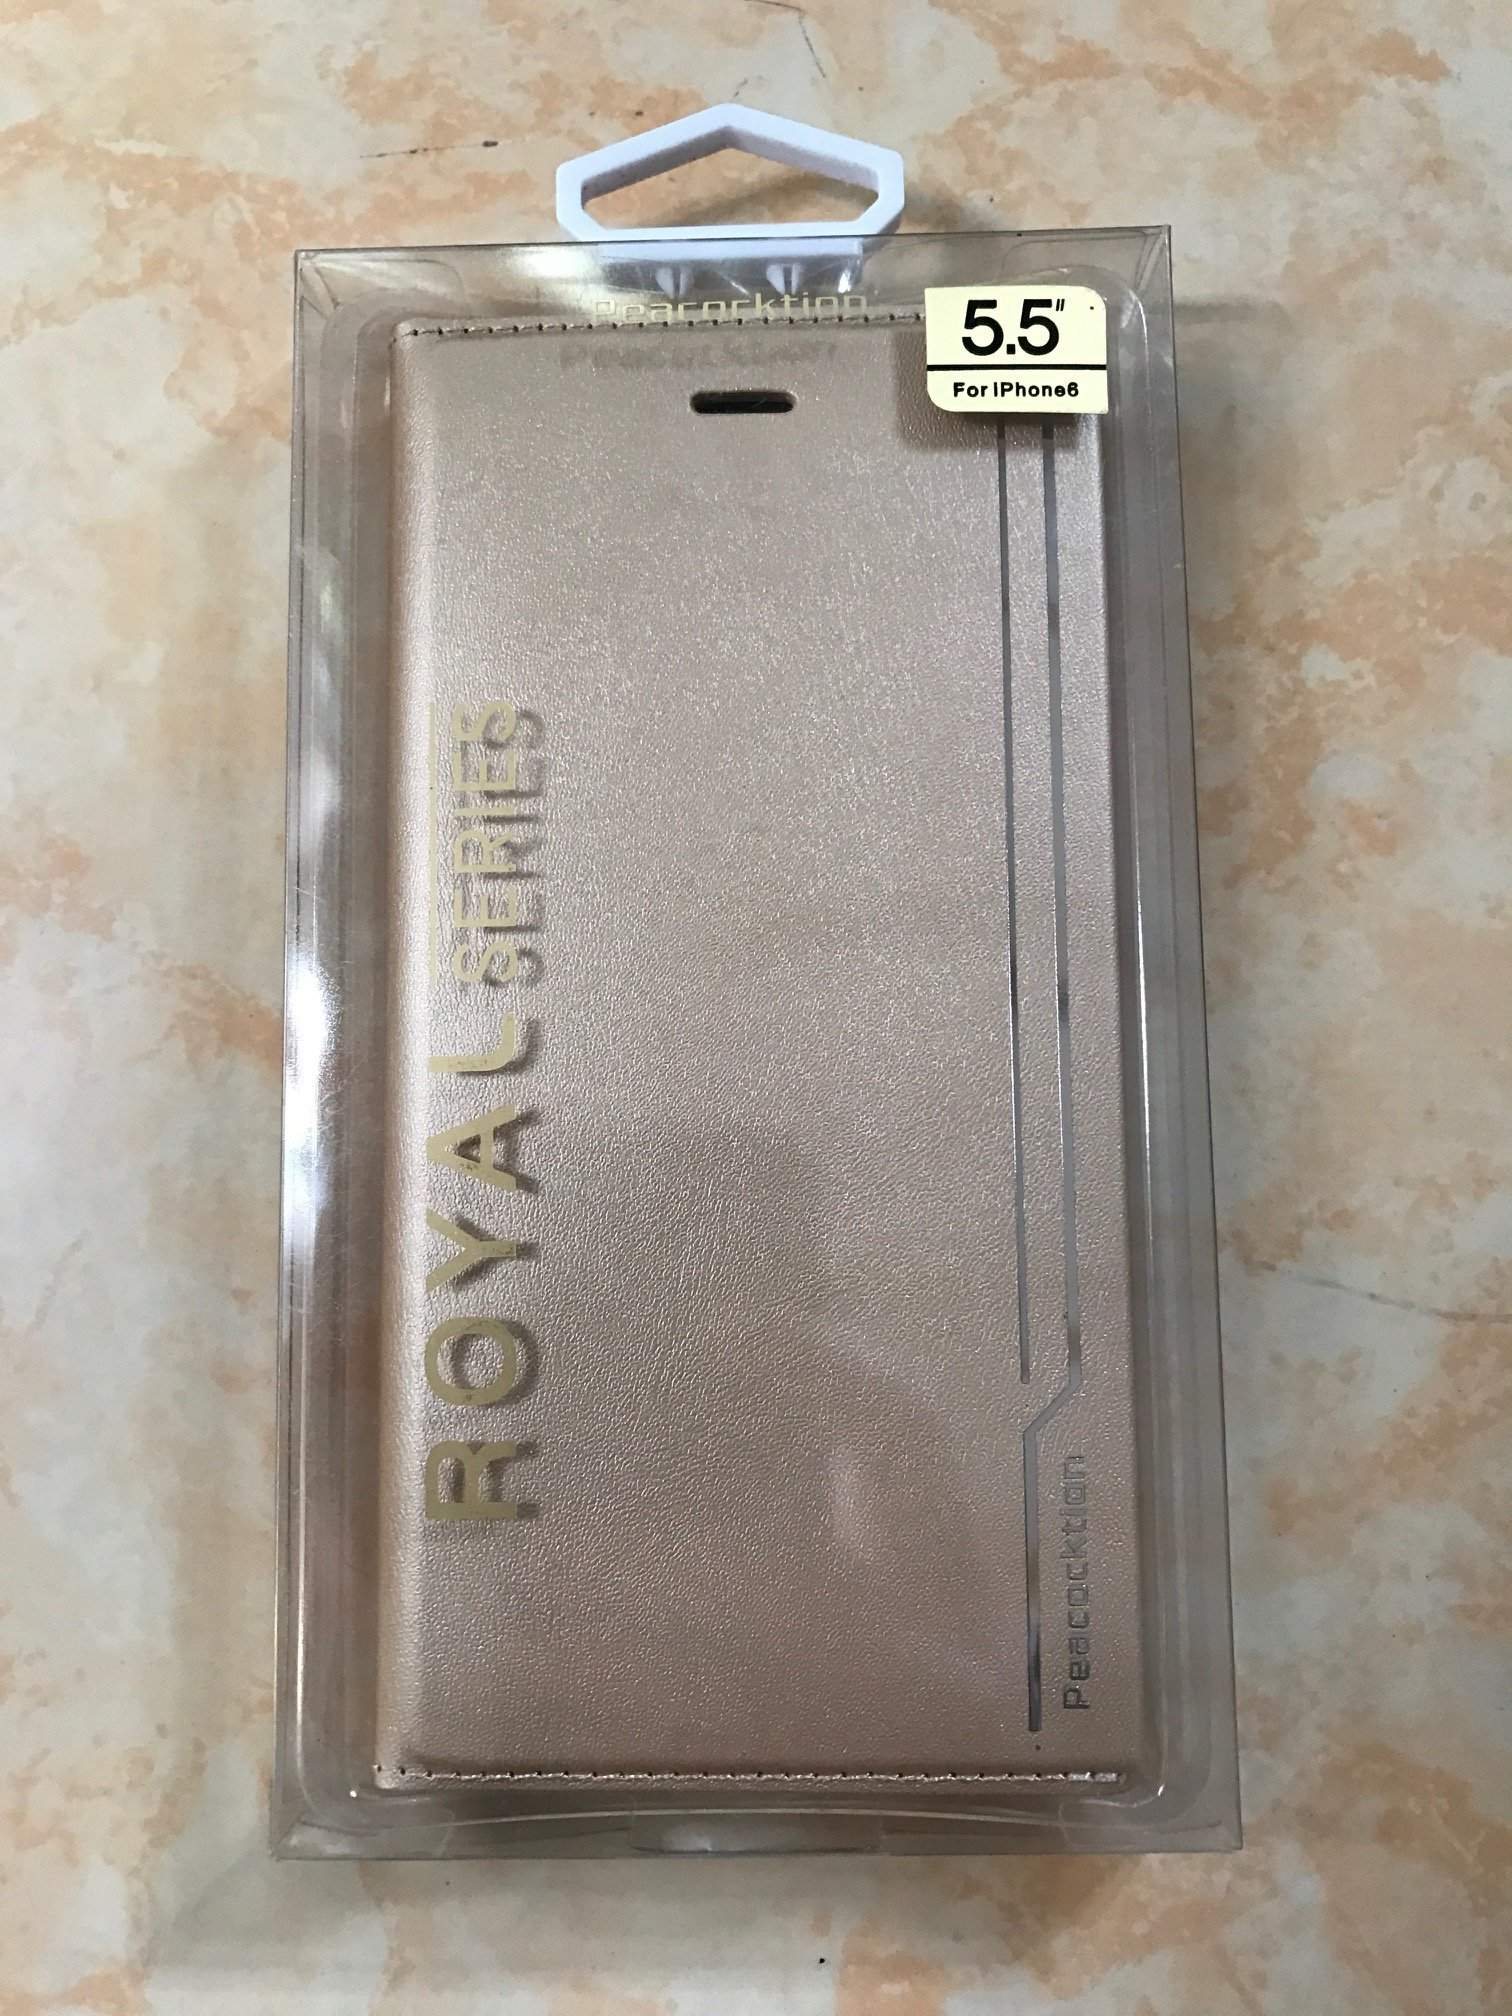 Peacocktion
5.5"
For iPhone6
ROYAL SERIES
Peacocktion